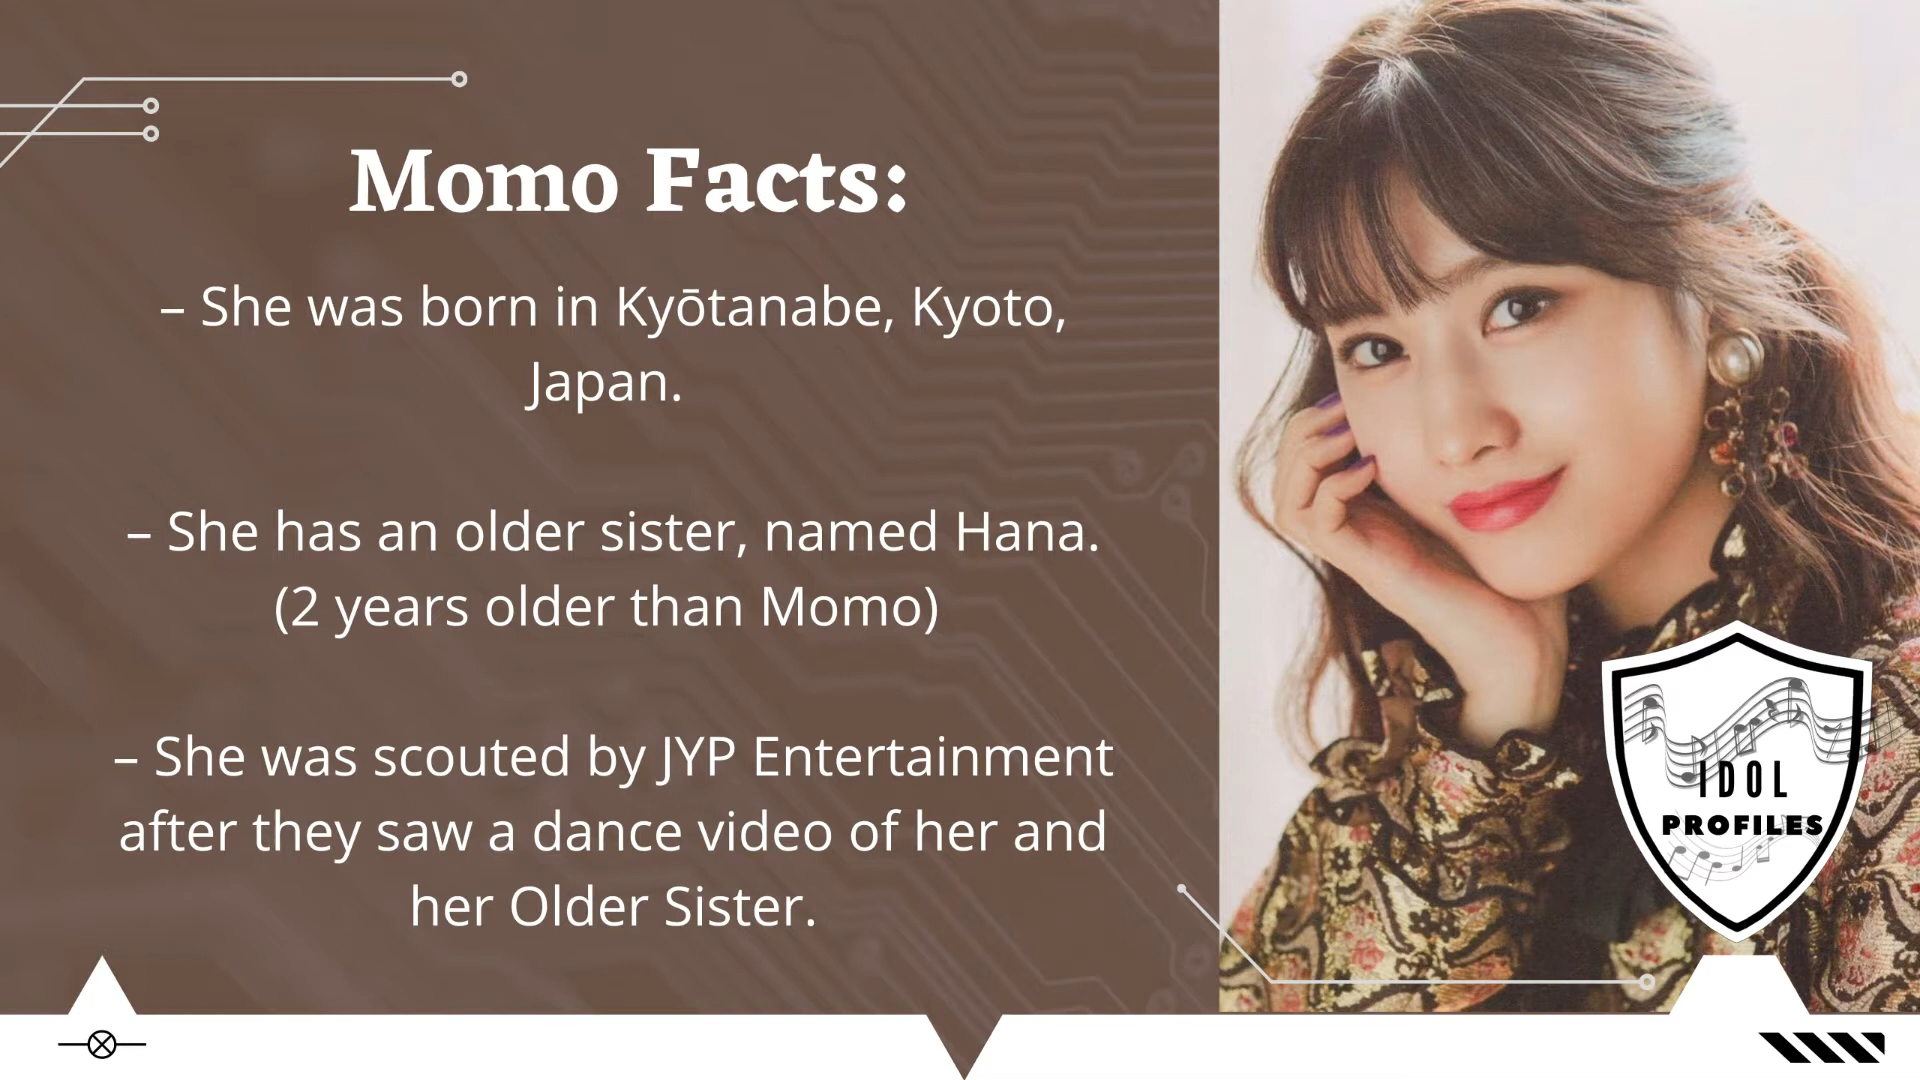 Momo Facts:
– She was born in Kyōtanabe, Kyoto,
Japan.
– She has an older sister, named Hana.
(2 years older than Momo)
– She was scouted by JYP Entertainment
after they saw a dance video of her and
her Older Sister.
IDOL
PROFILES